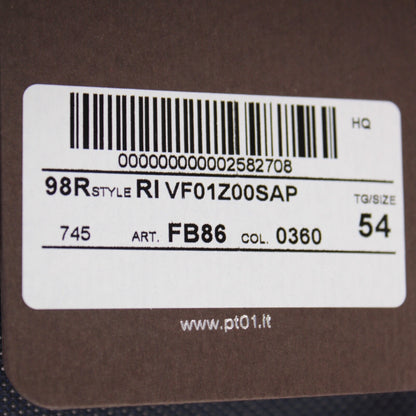 HQ
000000000002582708
98R STYLE RI VF01Z00SAP
TG/SIZE
745 ART. FB86 COL. 0360 54
www.pt01.it